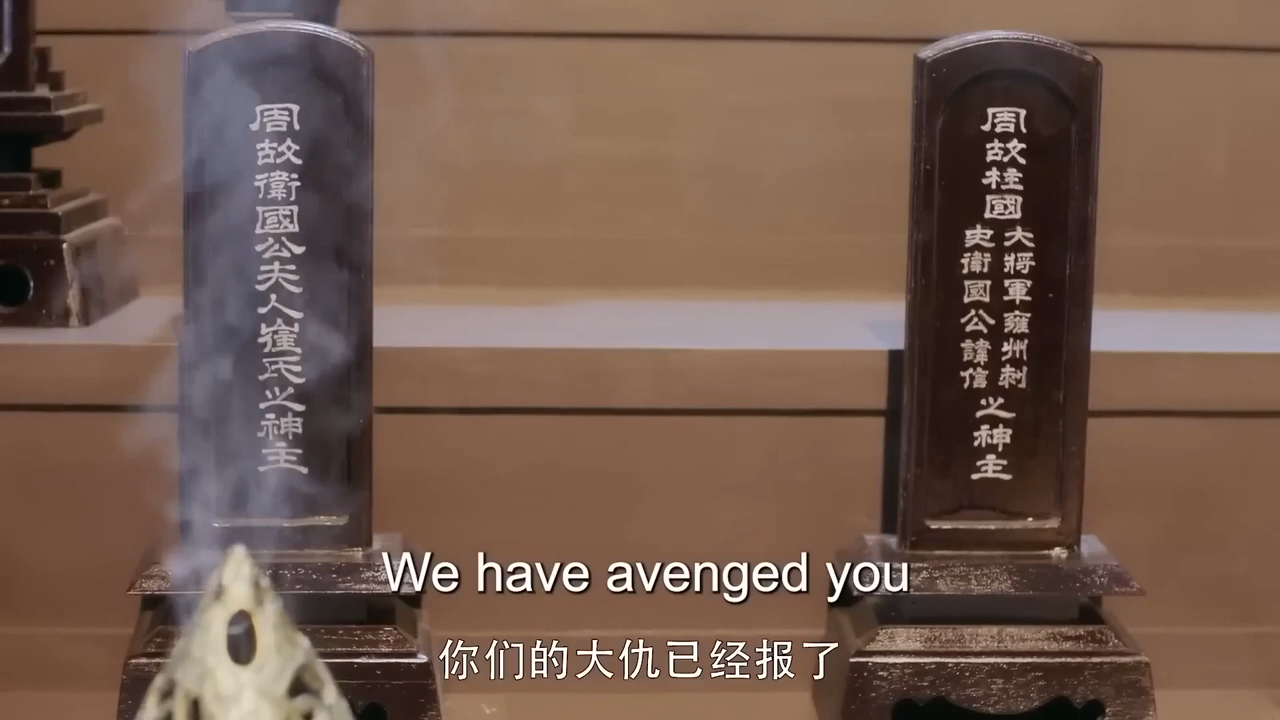 周故衛國公夫人崔氏之神主
周故柱國
大將軍雍州刺
史衛國公諱信
之神主
We have avenged you
你们的大仇已经报了